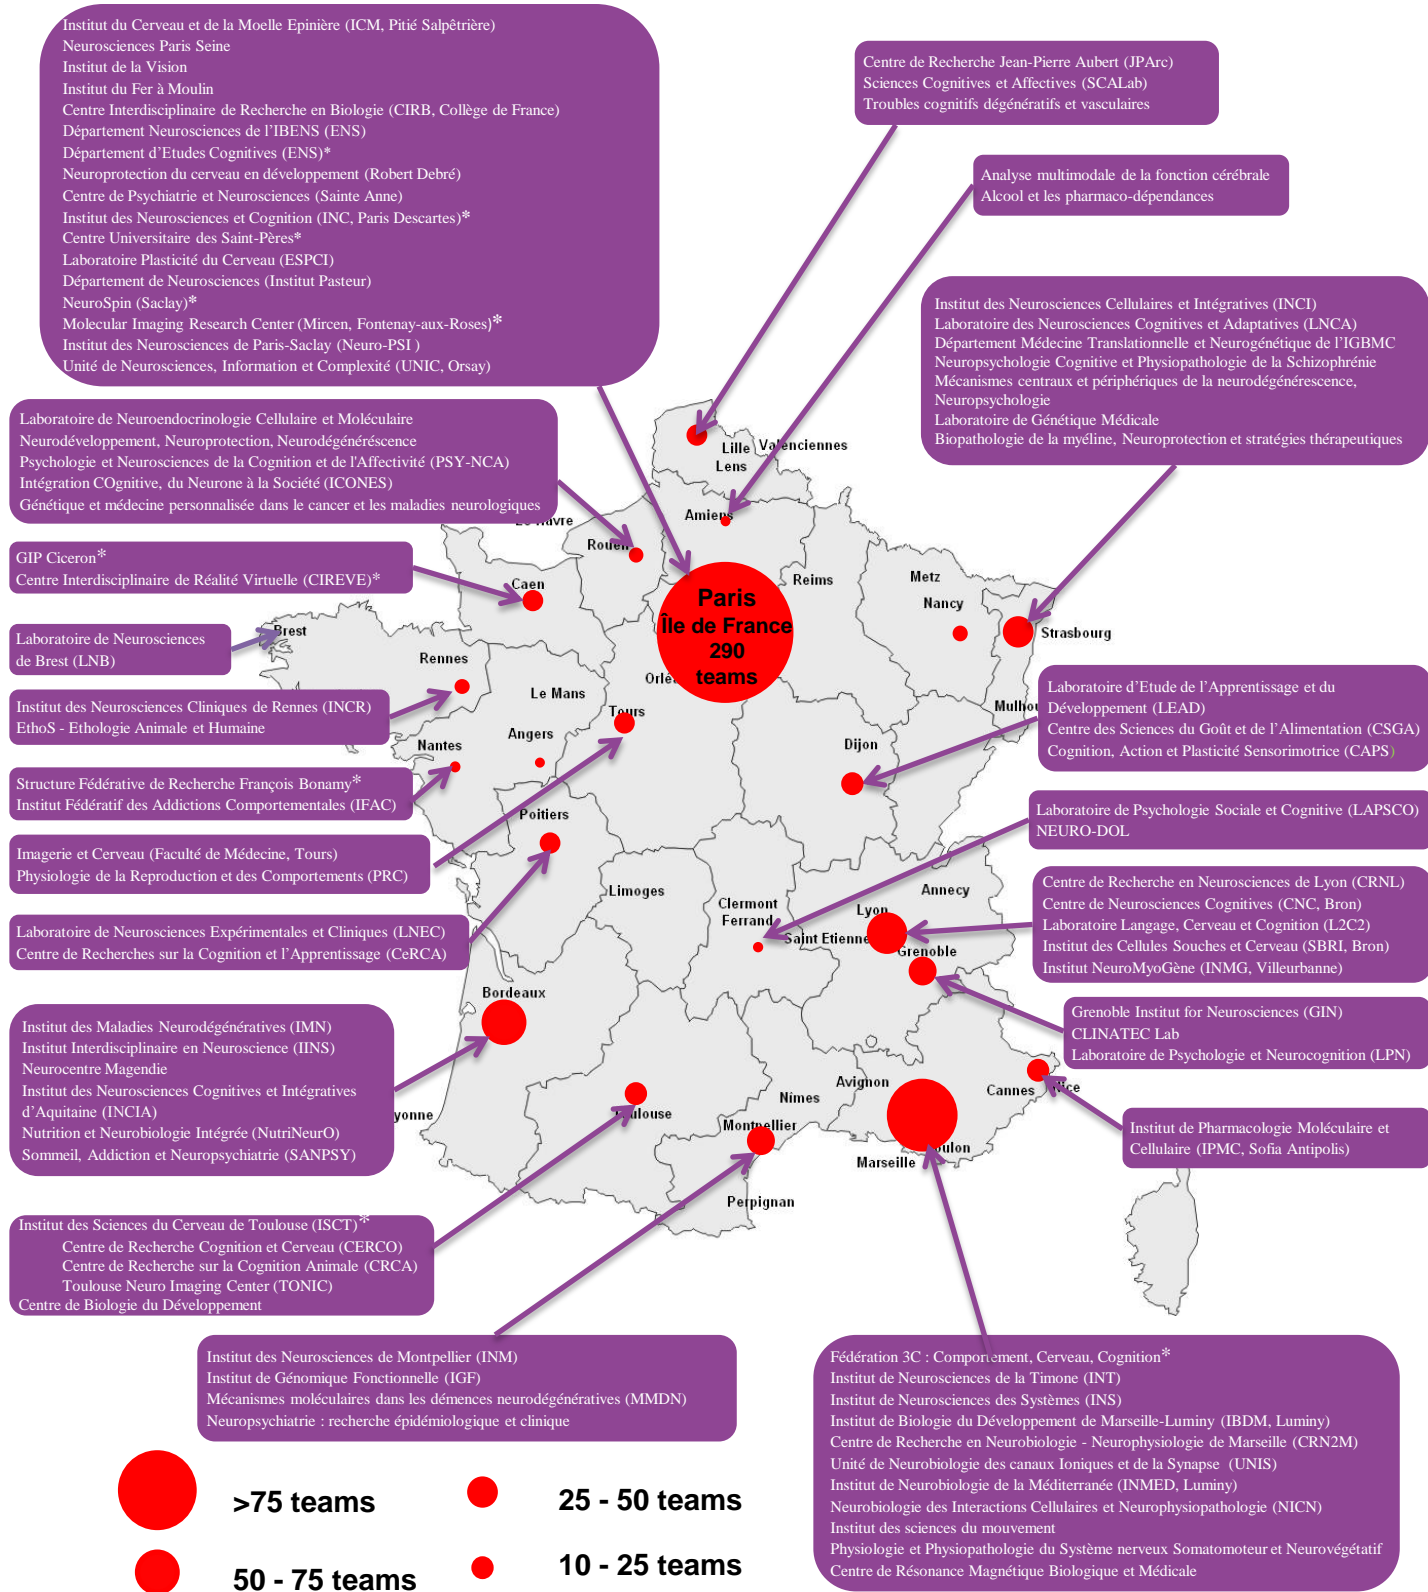 Institut du Cerveau et de la Moelle Epinière (ICM, Pitié Salpêtrière)
Neurosciences Paris Seine
Institut de la Vision
Institut du Fer à Moulin
Centre Interdisciplinaire de Recherche en Biologie (CIRB, Collège de France)
Département Neurosciences de l'IBENS (ENS)
Département d'Etudes Cognitives (ENS)*
Neuroprotection du cerveau en développement (Robert Debré)
Centre de Psychiatrie et Neurosciences (Sainte Anne)
Institut des Neurosciences et Cognition (INC, Paris Descartes)*
Centre Universitaire des Saint-Pères*
Laboratoire Plasticité du Cerveau (ESPCI)
Département de Neurosciences (Institut Pasteur)
NeuroSpin (Saclay)*
Molecular Imaging Research Center (Mircen, Fontenay-aux-Roses)*
Institut des Neurosciences de Paris-Saclay (Neuro-PSI )
Unité de Neurosciences, Information et Complexité (UNIC, Orsay)
Centre de Recherche Jean-Pierre Aubert (JPArc)
Sciences Cognitives et Affectives (SCALab)
Troubles cognitifs dégénératifs et vasculaires
Analyse multimodale de la fonction cérébrale
Alcool et les pharmaco-dépendances
Institut des Neurosciences Cellulaires et Intégratives (INCI)
Laboratoire des Neurosciences Cognitives et Adaptatives (LNCA)
Département Médecine Translationnelle et Neurogénétique de l'IGBMC
Neuropsychologie Cognitive et Physiopathologie de la Schizophrénie
Mécanismes centraux et périphériques de la neurodégénerescence,
Neuropsychologie
Laboratoire de Génétique Médicale
Biopathologie de la myéline, Neuroprotection et stratégies thérapeutiques
Laboratoire de Neuroendocrinologie Cellulaire et Moléculaire
Neurodéveloppement, Neuroprotection, Neurodégénéréscence
Psychologie et Neurosciences de la Cognition et de l'Affectivité (PSY-NCA)
Intégration COgnitive, du Neurone à la Société (ICONES)
Génétique et médecine personnalisée dans le cancer et les maladies neurologiques
GIP Ciceron*
Centre Interdisciplinaire de Réalité Virtuelle (CIREVE)*
Laboratoire de Neurosciences
de Brest (LNB)
Institut des Neurosciences Cliniques de Rennes (INCR)
EthoS - Ethologie Animale et Humaine
Structure Fédérative de Recherche François Bonamy*
Institut Fédératif des Addictions Comportementales (IFAC)
Imagerie et Cerveau (Faculté de Médecine, Tours)
Physiologie de la Reproduction et des Comportements (PRC)
Laboratoire de Neurosciences Expérimentales et Cliniques (LNEC)
Centre de Recherches sur la Cognition et l'Apprentissage (CeRCA)
Institut des Maladies Neurodégénératives (IMN)
Institut Interdisciplinaire en Neuroscience (IINS)
Neurocentre Magendie
Institut des Neurosciences Cognitives et Intégratives
d'Aquitaine (INCIA)
Nutrition et Neurobiologie Intégrée (NutriNeurO)
Sommeil, Addiction et Neuropsychiatrie (SANPSY)
Institut des Sciences du Cerveau de Toulouse (ISCT)*
Centre de Recherche Cognition et Cerveau (CERCO)
Centre de Recherche sur la Cognition Animale (CRCA)
Toulouse Neuro Imaging Center (TONIC)
Centre de Biologie du Développement
Institut des Neurosciences de Montpellier (INM)
Institut de Génomique Fonctionnelle (IGF)
Mécanismes moléculaires dans les démences neurodégénératives (MMDN)
Neuropsychiatrie : recherche épidémiologique et clinique
Lille
Valenciennes
Lens
Amiens
Havre
Rouen
Caen
Reims
Metz
Nancy
Strasbourg
Paris
Île de France
290
teams
Brest
Rennes
Le Mans
Orlé
Tours
Mulhou
Nantes
Angers
Dijon
Poitiers
Limoges
Clermont
Ferrand
Annecy
Lyon
Saint Etienne
Grenoble
Bordeaux
yonne
Toulouse
Avignon
Nîmes
Montpellier
Cannes
Nice
oulon
Marseille
Perpignan
Laboratoire d'Etude de l'Apprentissage et du
Développement (LEAD)
Centre des Sciences du Goût et de l'Alimentation (CSGA)
Cognition, Action et Plasticité Sensorimotrice (CAPS)
Laboratoire de Psychologie Sociale et Cognitive (LAPSCO)
NEURO-DOL
Centre de Recherche en Neurosciences de Lyon (CRNL)
Centre de Neurosciences Cognitives (CNC, Bron)
Laboratoire Langage, Cerveau et Cognition (L2C2)
Institut des Cellules Souches et Cerveau (SBRI, Bron)
Institut NeuroMyoGène (INMG, Villeurbanne)
Grenoble Institut for Neurosciences (GIN)
CLINATEC Lab
Laboratoire de Psychologie et Neurocognition (LPN)
Institut de Pharmacologie Moléculaire et
Cellulaire (IPMC, Sofia Antipolis)
Fédération 3C : Comportement, Cerveau, Cognition*
Institut de Neurosciences de la Timone (INT)
Institut de Neurosciences des Systèmes (INS)
Institut de Biologie du Développement de Marseille-Luminy (IBDM, Luminy)
Centre de Recherche en Neurobiologie - Neurophysiologie de Marseille (CRN2M)
Unité de Neurobiologie des canaux Ioniques et de la Synapse (UNIS)
Institut de Neurobiologie de la Méditerranée (INMED, Luminy)
Neurobiologie des Interactions Cellulaires et Neurophysiopathologie (NICN)
Institut des sciences du mouvement
Physiologie et Physiopathologie du Système nerveux Somatomoteur et Neurovégétatif
Centre de Résonance Magnétique Biologique et Médicale
>75 teams
25 - 50 teams
50 - 75 teams
10 - 25 teams